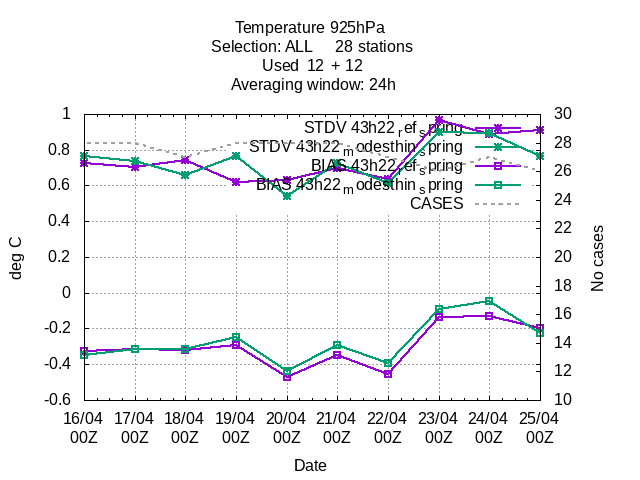 Temperature 925hPa
Selection: ALL 28 stations
Used 12 + 12
Averaging window: 24h
deg C
1
0.8
0.6
0.4
0.2
0
-0.2
-0.4
-0.6
STDV 43h22_ref_spring
STDV 43h22_modesthin_spring
BIAS 43h22_ref_spring
BIAS 43h22_modesthin_spring
CASES
30
28
26
24
22
20
18
16
14
12
10
No cases
16/04 17/04 18/04 19/04 20/04 21/04 22/04 23/04 24/04 25/04
00Z 00Z 00Z 00Z 00Z 00Z 00Z 00Z 00Z 00Z
Date